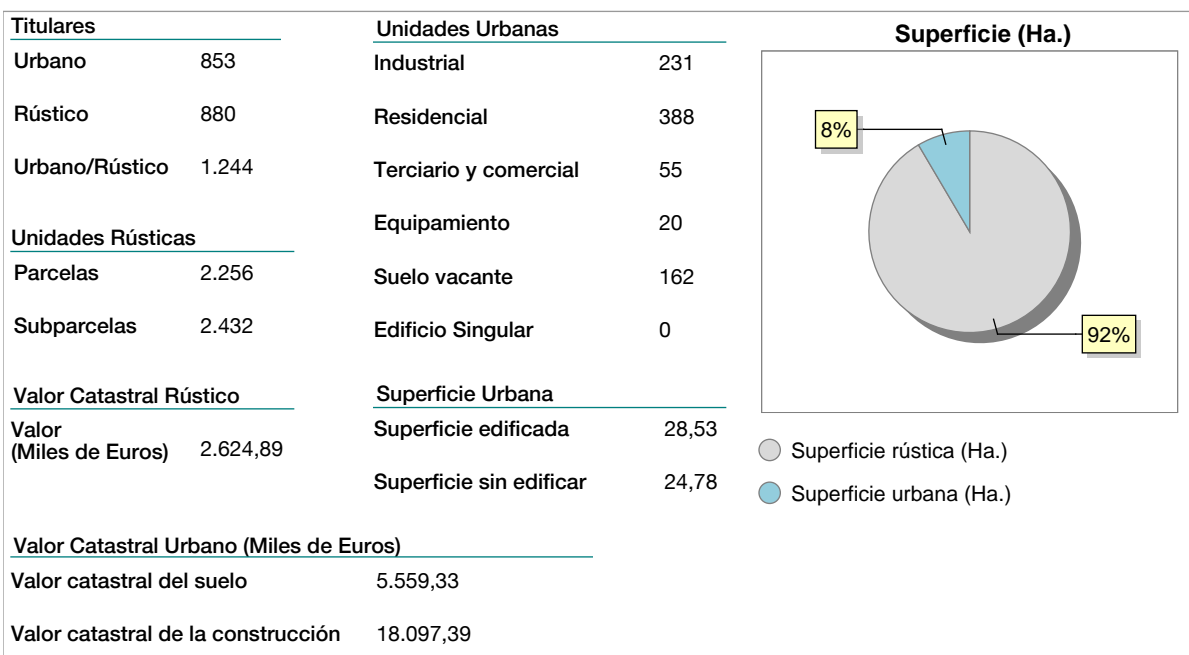 Titulares
Urbano 853
Rústico 880
Urbano/Rústico 1.244
Unidades Rústicas
Parcelas 2.256
Subparcelas 2.432
Valor Catastral Rústico
Valor
(Miles de Euros) 2.624,89
Unidades Urbanas
Industrial 231
Residencial 388
Terciario y comercial 55
Equipamiento 20
Suelo vacante 162
Edificio Singular 0
Superficie Urbana
Superficie edificada 28,53
Superficie sin edificar 24,78
Valor Catastral Urbano (Miles de Euros)
Valor catastral del suelo 5.559,33
Valor catastral de la construcción 18.097,39
Superficie (Ha.)
8%
92%
Superficie rústica (Ha.)
Superficie urbana (Ha.)